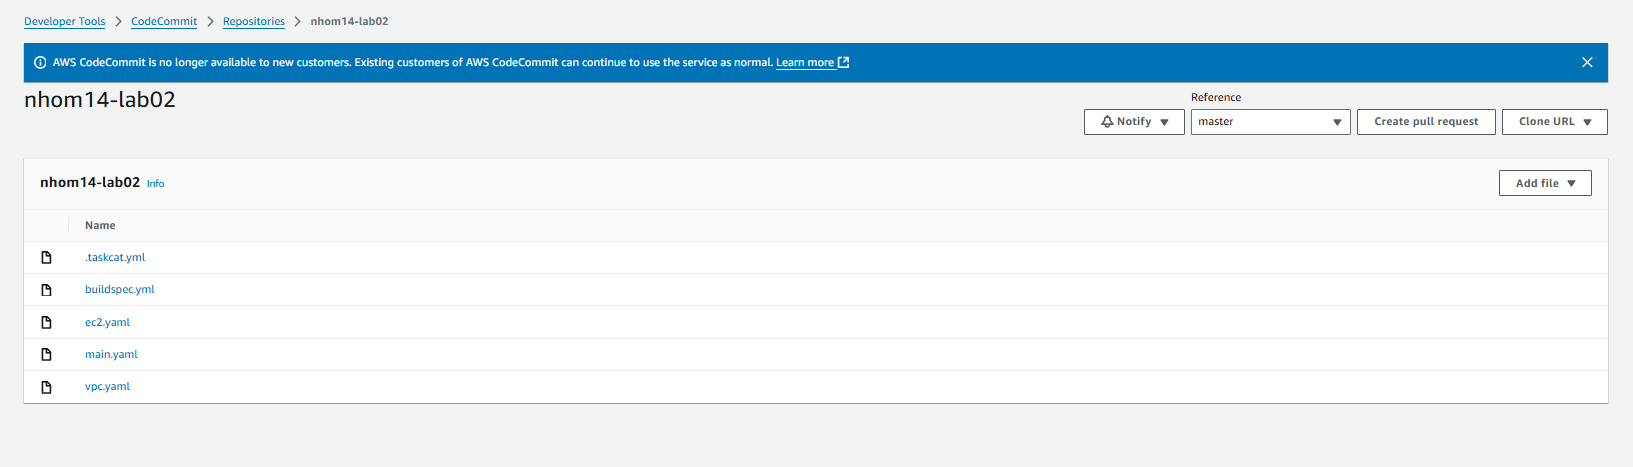 Developer Tools > CodeCommit > Repositories > nhom14-lab02
AWS CodeCommit is no longer available to new customers. Existing customers of AWS CodeCommit can continue to use the service as normal. Learn more
nhom14-lab02
Reference
Notify master Create pull request Clone URL
nhom14-lab02 Info Add file
Name
.taskcat.yml
buildspec.yml
ec2.yaml
main.yaml
vpc.yaml